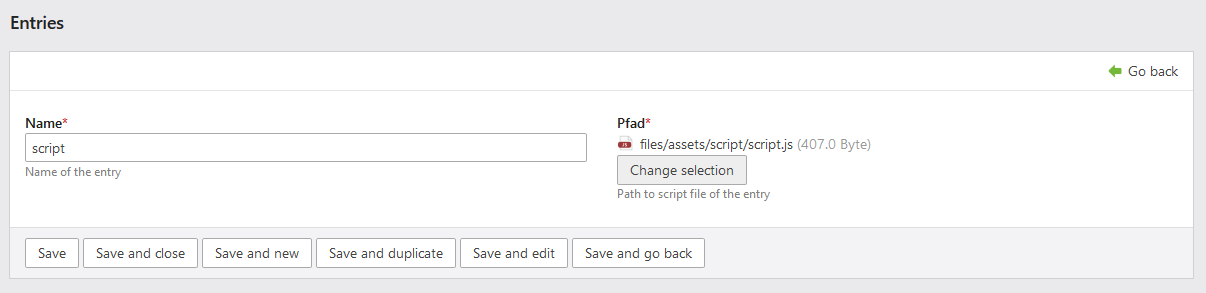 Entries
Go back
Name*
script
Name of the entry
Pfad*
JS files/assets/script/script.js (407.0 Byte)
Change selection
Path to script file of the entry
Save Save and close Save and new Save and duplicate Save and edit Save and go back